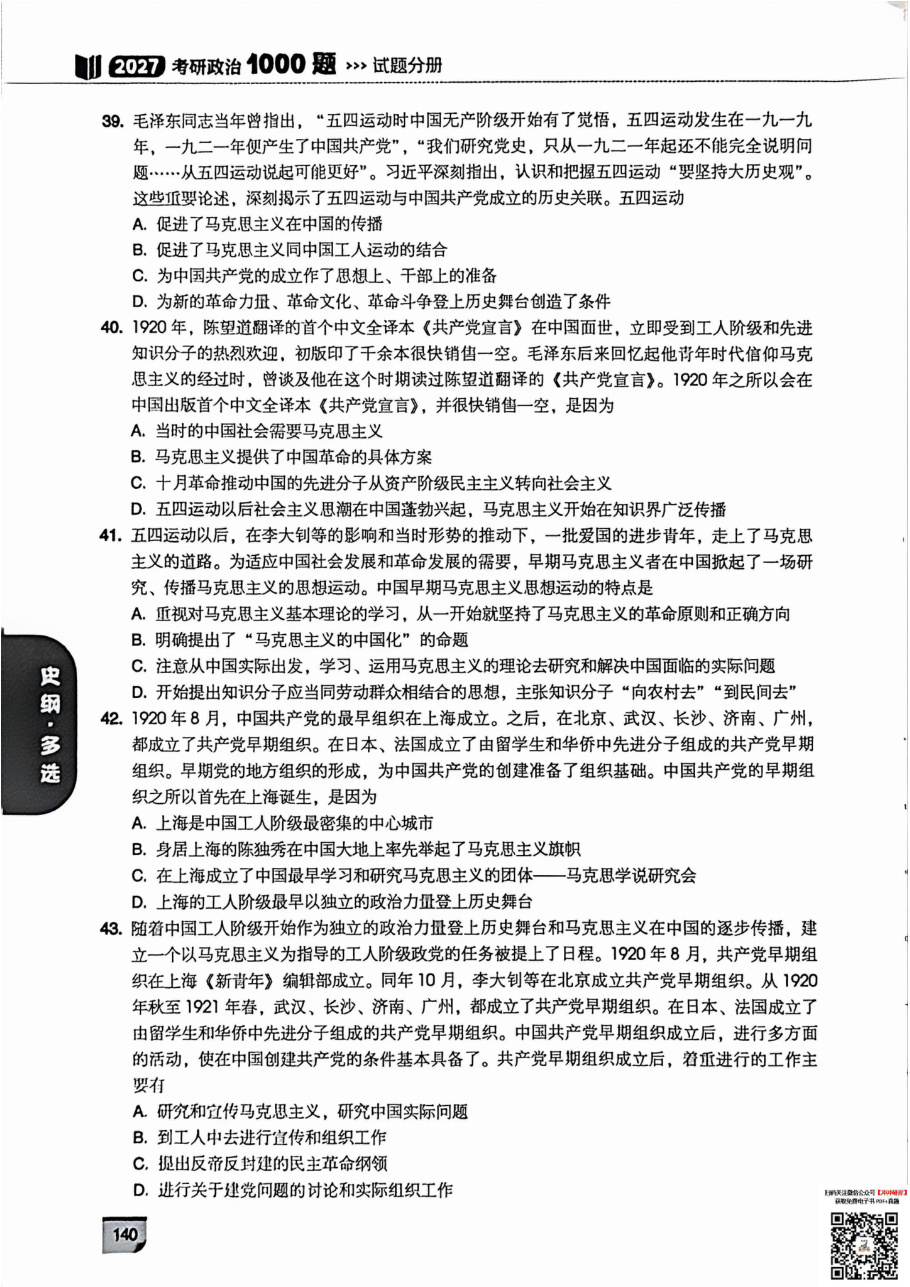 2027 考研政治1000题 >>> 试题分册
39. 毛泽东同志当年曾指出，“五四运动时中国无产阶级开始有了觉悟，五四运动发生在一九一九
年，一九二一年便产生了中国共产党”，“我们研究党史，只从一九二一年起还不能完全说明问
题……从五四运动说起可能更好”。习近平深刻指出，认识和把握五四运动“要坚持大历史观”。
这些重要论述，深刻揭示了五四运动与中国共产党成立的历史关联。五四运动
A. 促进了马克思主义在中国的传播
B. 促进了马克思主义同中国工人运动的结合
C. 为中国共产党的成立作了思想上、干部上的准备
D. 为新的革命力量、革命文化、革命斗争登上历史舞台创造了条件
40. 1920年，陈望道翻译的首个中文全译本《共产党宣言》在中国面世，立即受到工人阶级和先进
知识分子的热烈欢迎，初版印了千余本很快销售一空。毛泽东后来回忆起他青年时代信仰马克
思主义的经过时，曾谈及他在这个时期读过陈望道翻译的《共产党宣言》。1920年之所以会在
中国出版首个中文全译本《共产党宣言》，并很快销售一空，是因为
A. 当时的中国社会需要马克思主义
B. 马克思主义提供了中国革命的具体方案
C. 十月革命推动中国的先进分子从资产阶级民主主义转向社会主义
D. 五四运动以后社会主义思潮在中国蓬勃兴起，马克思主义开始在知识界广泛传播
41. 五四运动以后，在李大钊等的影响和当时形势的推动下，一批爱国的进步青年，走上了马克思
主义的道路。为适应中国社会发展和革命发展的需要，早期马克思主义者在中国掀起了一场研
究、传播马克思主义的思想运动。中国早期马克思主义思想运动的特点是
A. 重视对马克思主义基本理论的学习，从一开始就坚持了马克思主义的革命原则和正确方向
B. 明确提出了“马克思主义的中国化”的命题
C. 注意从中国实际出发，学习、运用马克思主义的理论去研究和解决中国面临的实际问题
D. 开始提出知识分子应当同劳动群众相结合的思想，主张知识分子“向农村去”“到民间去”
42. 1920年8月，中国共产党的最早组织在上海成立。之后，在北京、武汉、长沙、济南、广州，
都成立了共产党早期组织。在日本、法国成立了由留学生和华侨中先进分子组成的共产党早期
组织。早期党的地方组织的形成，为中国共产党的创建准备了组织基础。中国共产党的早期组
织之所以首先在上海诞生，是因为
A. 上海是中国工人阶级最密集的中心城市
B. 身居上海的陈独秀在中国大地上率先举起了马克思主义旗帜
C. 在上海成立了中国最早学习和研究马克思主义的团体——马克思学说研究会
D. 上海的工人阶级最早以独立的政治力量登上历史舞台
43. 随着中国工人阶级开始作为独立的政治力量登上历史舞台和马克思主义在中国的逐步传播，建
立一个以马克思主义为指导的工人阶级政党的任务被提上了日程。1920年8月，共产党早期组
织在上海《新青年》编辑部成立。同年10月，李大钊等在北京成立共产党早期组织。从1920
年秋至1921年春，武汉、长沙、济南、广州，都成立了共产党早期组织。在日本、法国成立了
由留学生和华侨中先进分子组成的共产党早期组织。中国共产党早期组织成立后，进行多方面
的活动，使在中国创建共产党的条件基本具备了。共产党早期组织成立后，着重进行的工作主
要有
A. 研究和宣传马克思主义，研究中国实际问题
B. 到工人中去进行宣传和组织工作
C. 提出反帝反封建的民主革命纲领
D. 进行关于建党问题的讨论和实际组织工作
史纲·多选
140
扫码关注微信公众号【冲冲研官】
获取免费电子书PDF+真题